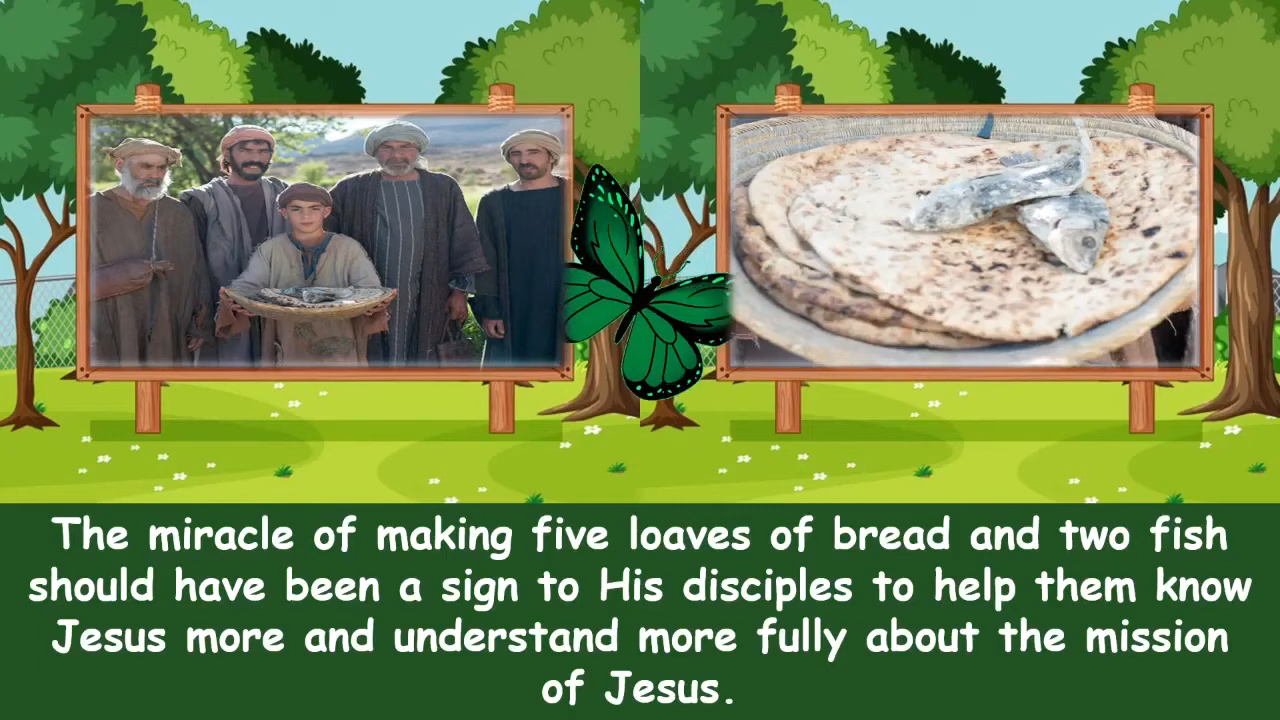 The miracle of making five loaves of bread and two fish
should have been a sign to His disciples to help them know
Jesus more and understand more fully about the mission
of Jesus.